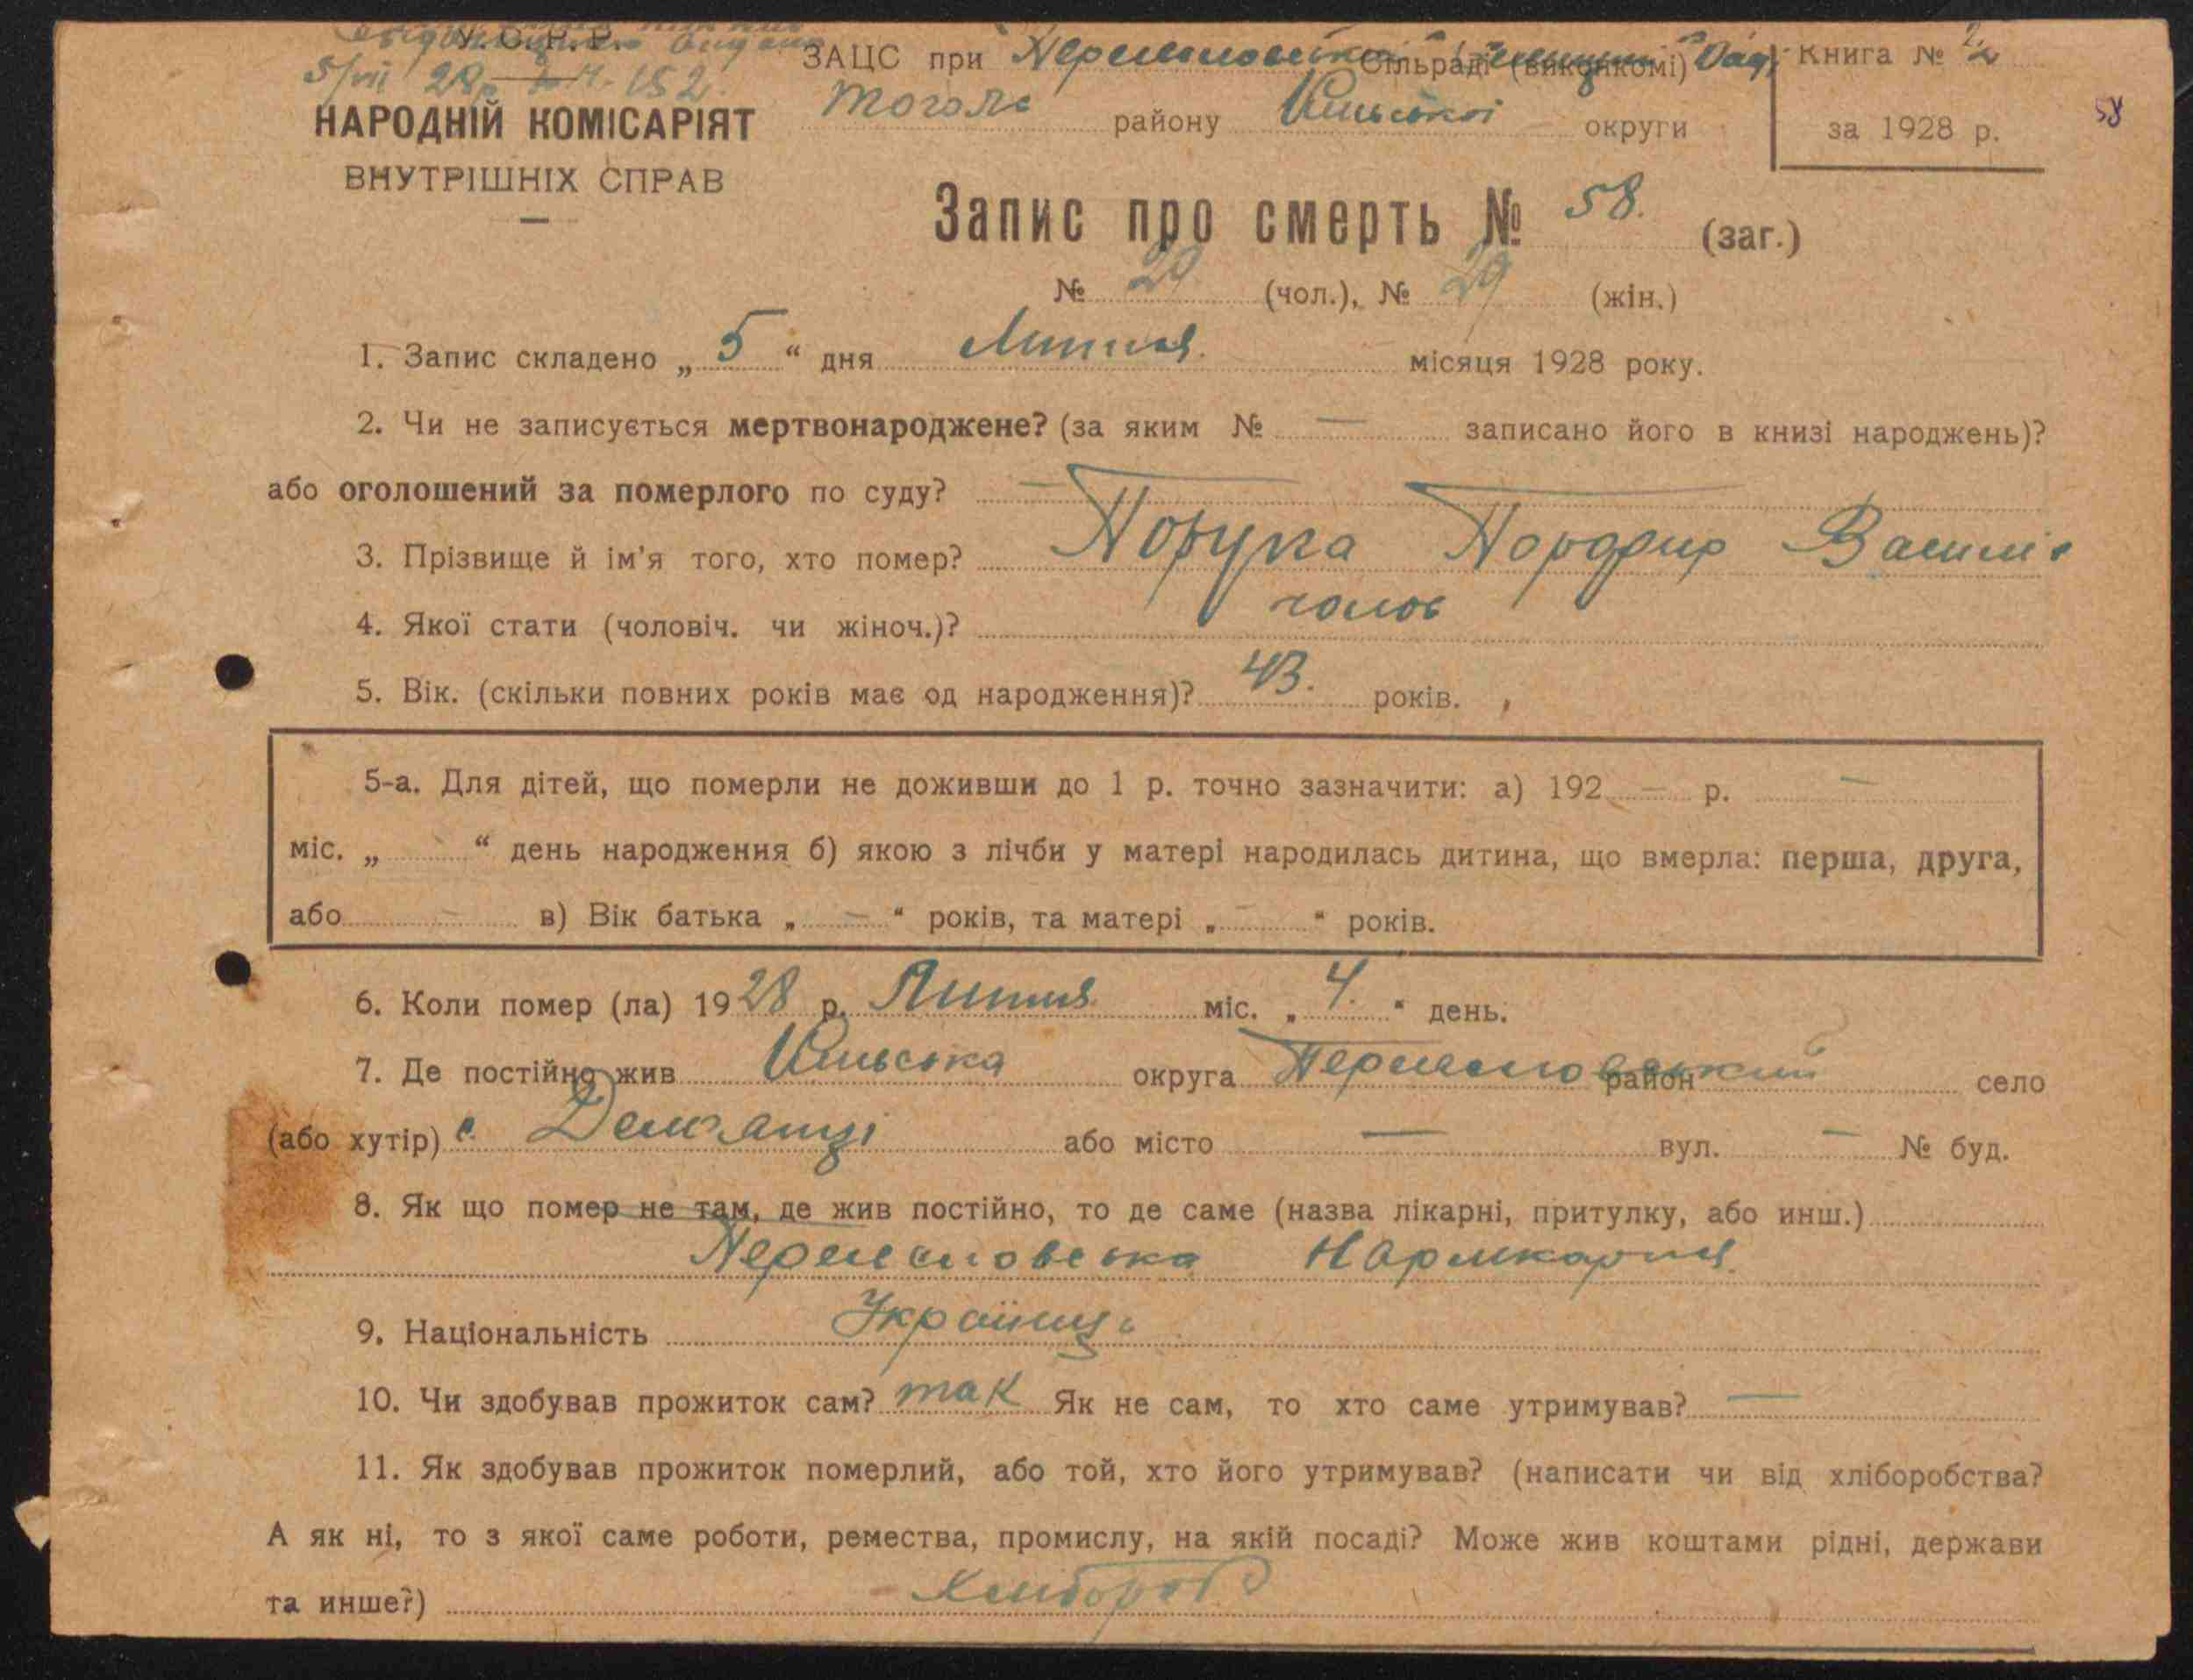 У.С.Р.Р.
5/VII 28р. № 152.
НАРОДНІЙ КОМІСАРІЯТ
ВНУТРІШНІХ СПРАВ
ЗАЦС при Сільраді (виконкомі)
того ж району округи
Книга № 2
за 1928 р.
58
Запис про смерть № 58. (заг.)
№ 29 (чол.), № 29 (жін.)
1. Запис складено „ 5 “ дня Липня. місяця 1928 року.
2. Чи не записується мертвонароджене? (за яким № — записано його в книзі народжень)?
або оголошений за померлого по суду? —
3. Прізвище й ім'я того, хто помер? Порфир
4. Якої стати (чоловіч. чи жіноч.)? чолов
5. Вік. (скільки повних років має од народження)? 43. років.
5-а. Для дітей, що померли не доживши до 1 р. точно зазначити: а) 192 — р. —
міс. „ “ день народження б) якою з лічби у матері народилась дитина, що вмерла: перша, друга,
або — в) Вік батька „ — “ років, та матері „ — “ років.
6. Коли помер (ла) 1928 р. Липня міс. „ 4. “ день.
7. Де постійно жив округа район село
(або хутір) с. Дем'янці або місто — вул. — № буд.
8. Як що помер не там, де жив постійно, то де саме (назва лікарні, притулку, або инш.)
9. Національність Українець
10. Чи здобував прожиток сам? так Як не сам, то хто саме утримував? —
11. Як здобував прожиток померлий, або той, хто його утримував? (написати чи від хліборобства?
А як ні, то з якої саме роботи, ремества, промислу, на якій посаді? Може жив коштами рідні, держави
та инше?) Хлібороб